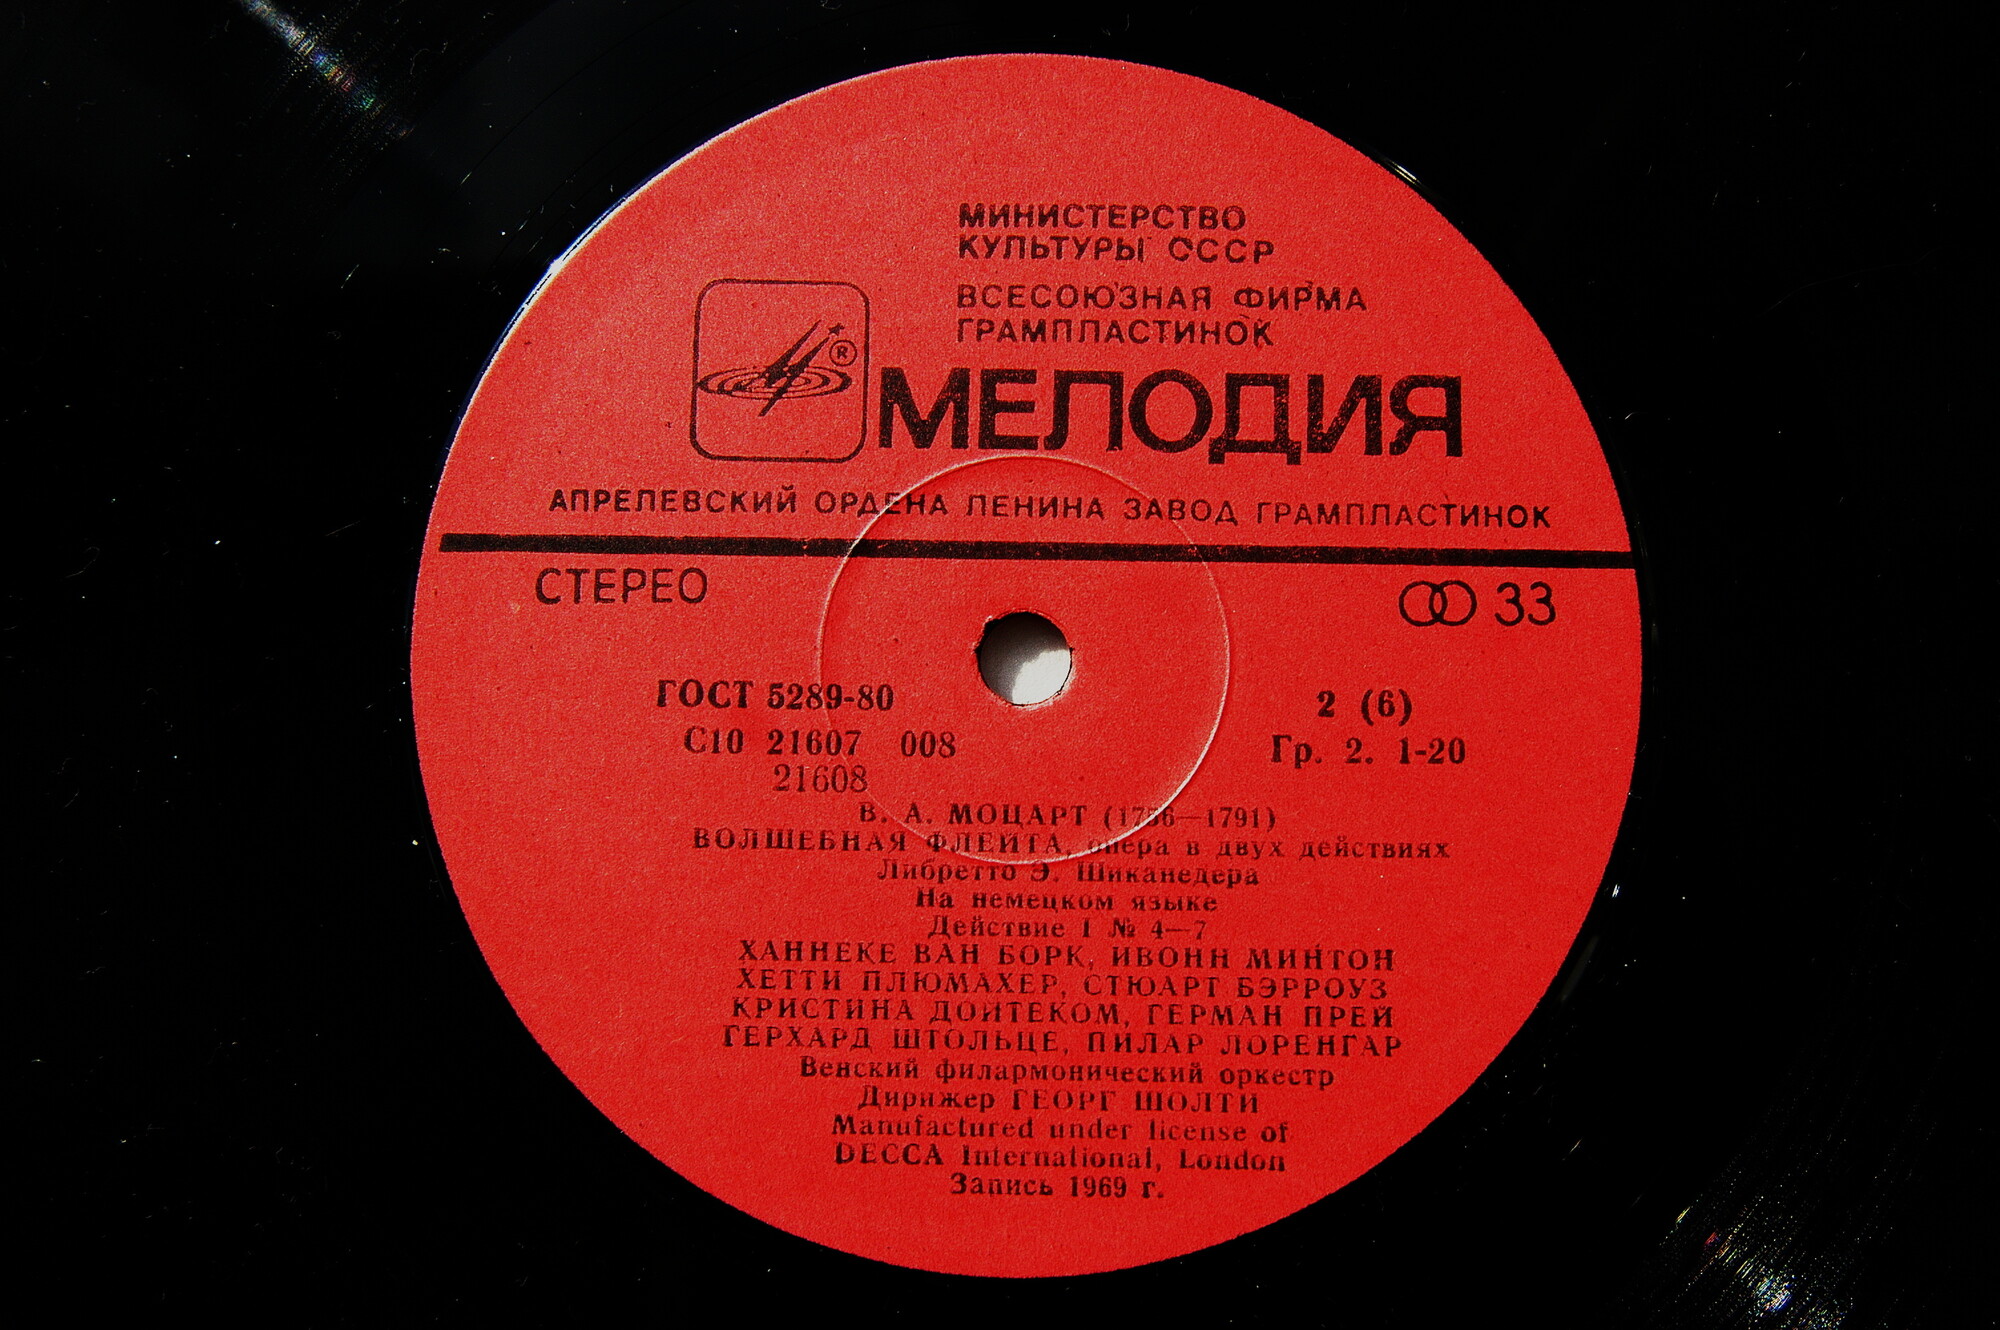 МИНИСТЕРСТВО
КУЛЬТУРЫ СССР
ВСЕСОЮЗНАЯ ФИРМА
ГРАМПЛАСТИНОК
®
МЕЛОДИЯ
АПРЕЛЕВСКИЙ ОРДЕНА ЛЕНИНА ЗАВОД ГРАМПЛАСТИНОК
СТЕРЕО
33
ГОСТ 5289-80
2 (6)
С10 21607 008
Гр. 2. 1-20
21608
В. А. МОЦАРТ (1756—1791)
ВОЛШЕБНАЯ ФЛЕЙТА, опера в двух действиях
Либретто Э. Шиканедера
На немецком языке
Действие I № 4—7
ХАННЕКЕ ВАН БОРК, ИВОНН МИНТОН
ХЕТТИ ПЛЮМАХЕР, СТЮАРТ БЭРРОУЗ
КРИСТИНА ДОЙТЕКОМ, ГЕРМАН ПРЕЙ
ГЕРХАРД ШТОЛЬЦЕ, ПИЛАР ЛОРЕНГАР
Венский филармонический оркестр
Дирижер ГЕОРГ ШОЛТИ
Manufactured under license of
DECCA International, London
Запись 1969 г.